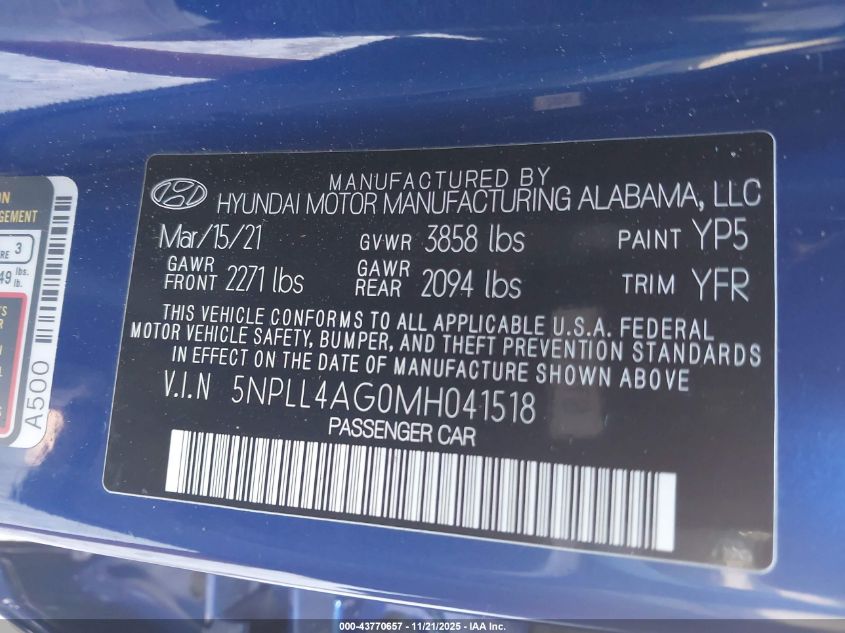 MANUFACTURED BY
HYUNDAI MOTOR MANUFACTURING ALABAMA, LLC
Mar/15/21 GVWR 3858 lbs PAINT YP5
GAWR FRONT 2271 lbs GAWR REAR 2094 lbs TRIM YFR
THIS VEHICLE CONFORMS TO ALL APPLICABLE U.S.A. FEDERAL
MOTOR VEHICLE SAFETY, BUMPER, AND THEFT PREVENTION STANDARDS
IN EFFECT ON THE DATE OF MANUFACTURE SHOWN ABOVE.
V.I.N 5NPLL4AG0MH041518
PASSENGER CAR
3
lbs.
lb.
A500
000-43770657 - 11/21/2025 - IAA Inc.